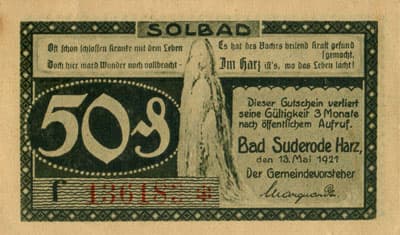 SOLBAD
Oft schon schlossen Kranke mit dem Leben
Doch hier ward Wunder noch vollbracht –
Es hat des Baches heilend Kraft gesund
[gemacht.
Im Harz ist's, wo das Leben lacht!
50 ₰
Dieser Gutschein verliert
seine Gültigkeit 3 Monate
nach öffentlichem Aufruf.
Bad Suderode Harz,
den 13. Mai 1921
Der Gemeindevorsteher